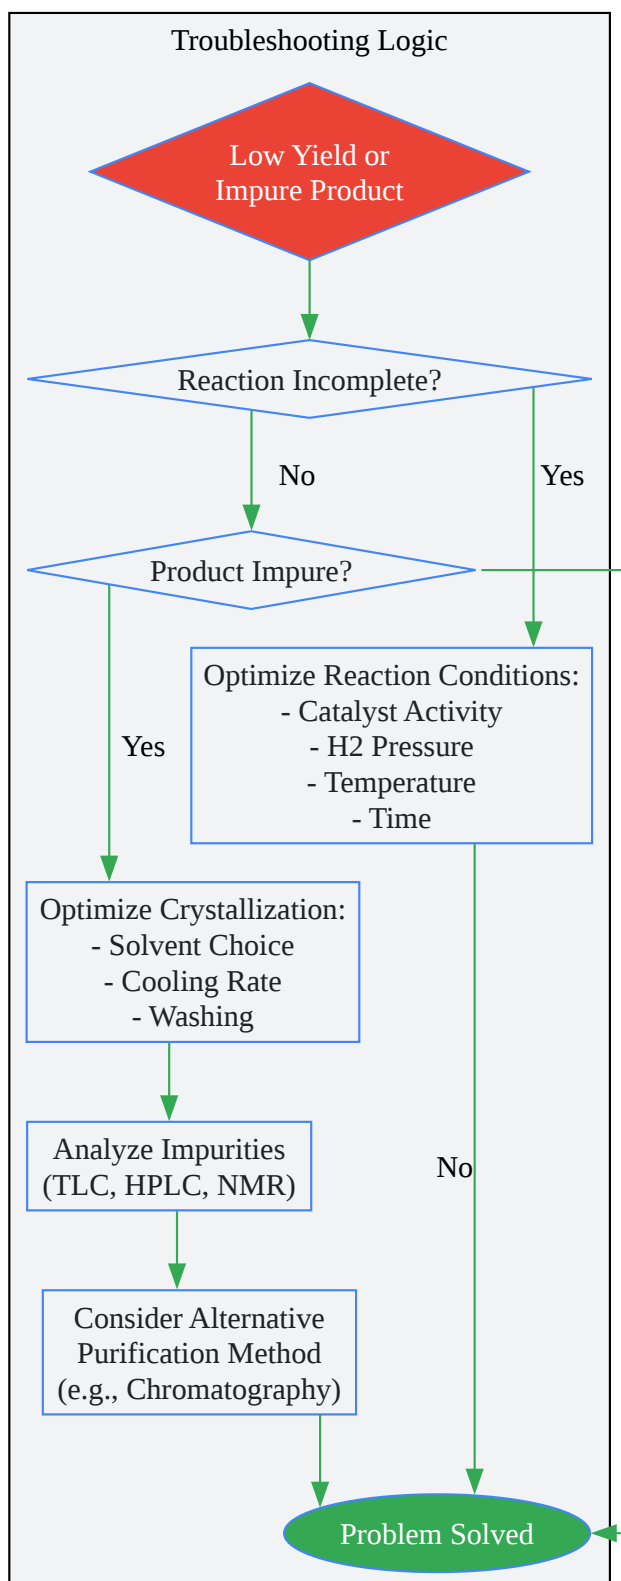 Troubleshooting Logic
Low Yield or
Impure Product
Reaction Incomplete?
No
Yes
Product Impure?
Optimize Reaction Conditions:
- Catalyst Activity
- H2 Pressure
- Temperature
- Time
Yes
Optimize Crystallization:
- Solvent Choice
- Cooling Rate
- Washing
Analyze Impurities
(TLC, HPLC, NMR)
No
Consider Alternative
Purification Method
(e.g., Chromatography)
Problem Solved